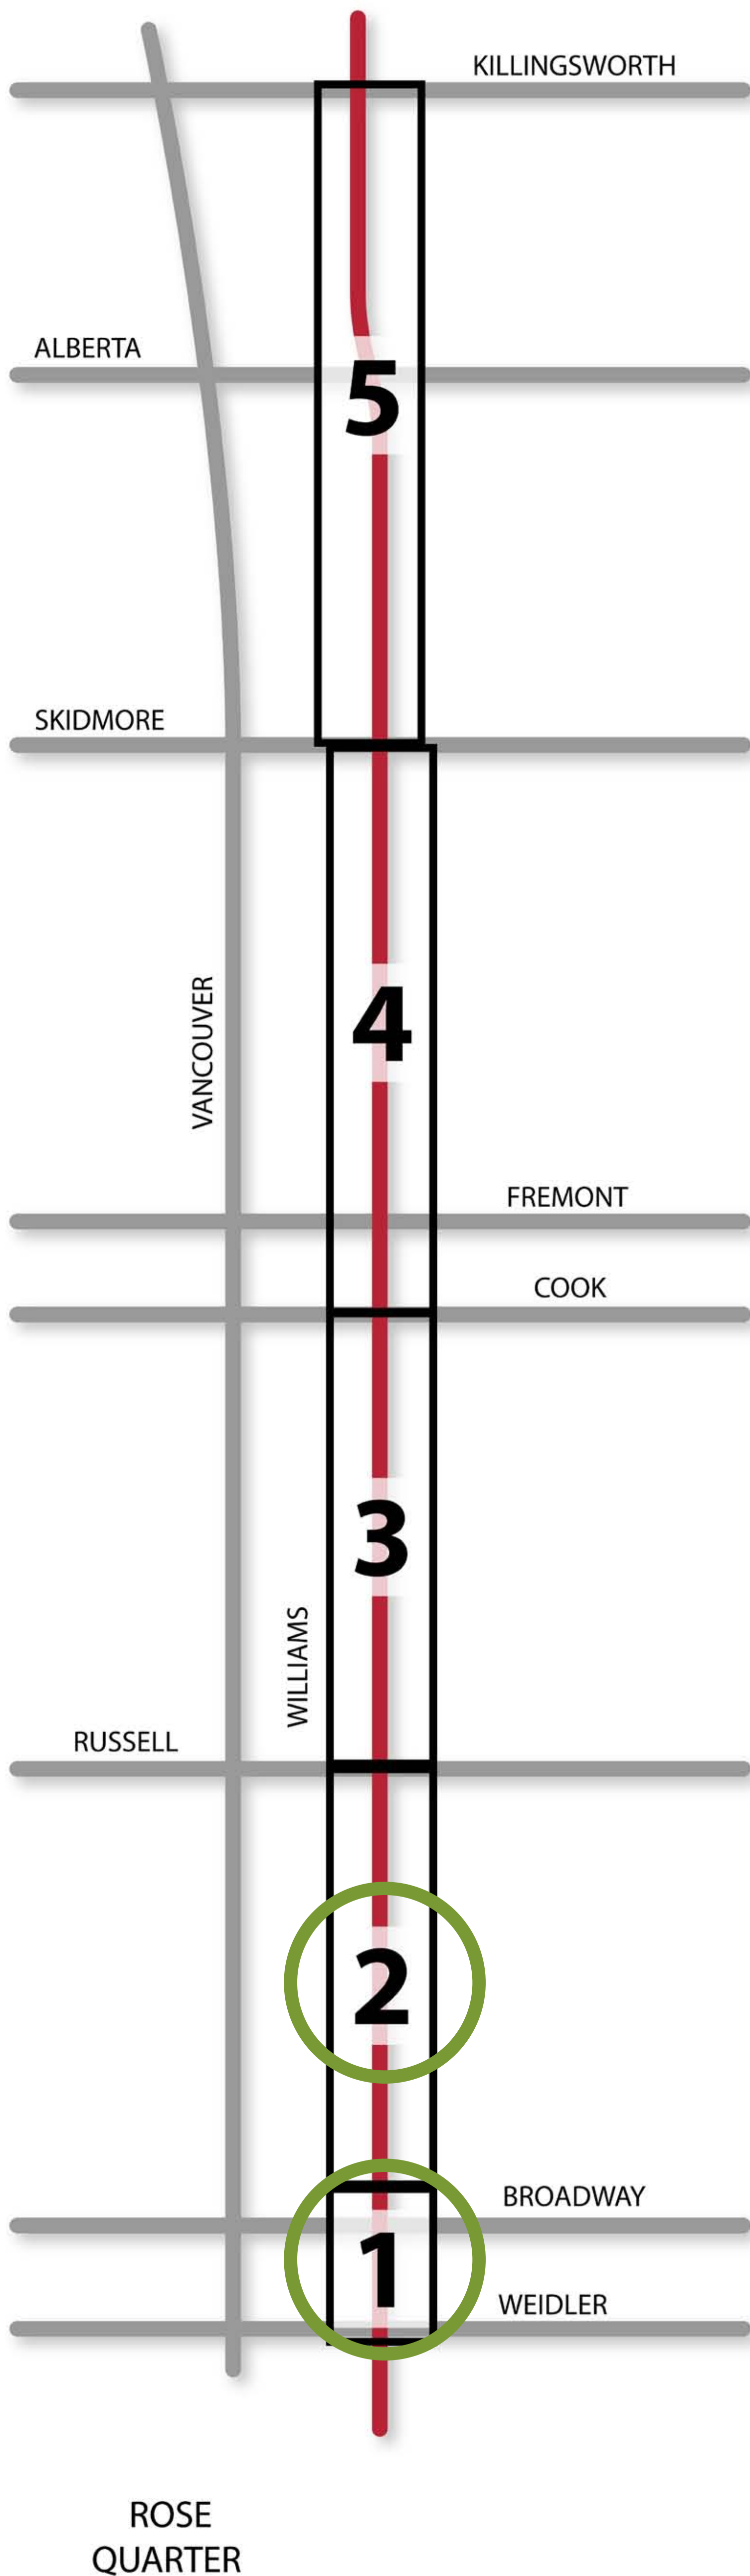 KILLINGSWORTH
ALBERTA
5
SKIDMORE
4
VANCOUVER
FREMONT
COOK
3
WILLIAMS
RUSSELL
2
BROADWAY
1
WEIDLER
ROSE
QUARTER